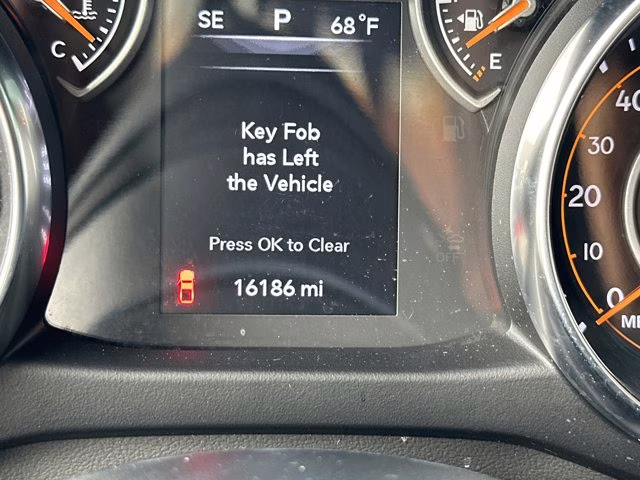 SE P 68°F
C
E
Key Fob
has Left
the Vehicle
Press OK to Clear
16186 mi
OFF
40
30
20
10
0